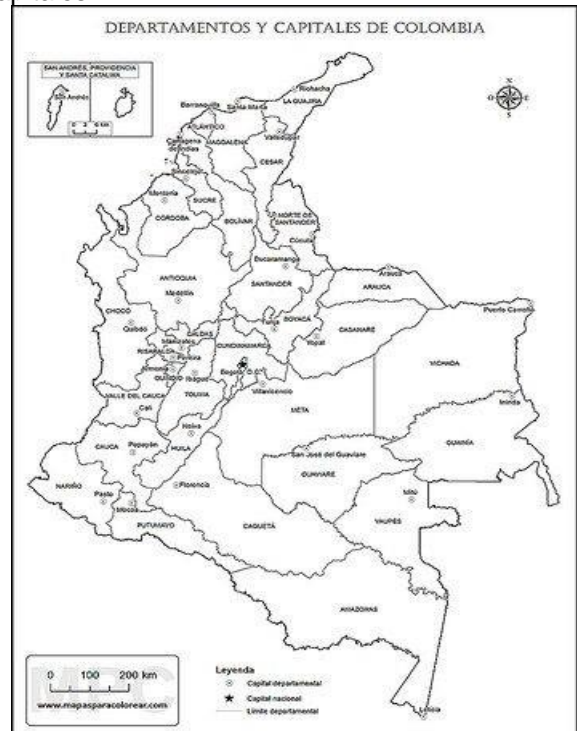 DEPARTAMENTOS Y CAPITALES DE COLOMBIA
SAN ANDRÉS, PROVIDENCIA
Y SANTA CATALINA
San Andrés
N
O
E
S
Riohacha
LA GUAJIRA
Barranquilla
Santa Marta
ATLÁNTICO
Cartagena
de Indias
MAGDALENA
Valledupar
CESAR
Sincelejo
Montería
SUCRE
CÓRDOBA
BOLÍVAR
NORTE DE
SANTANDER
Cúcuta
Bucaramanga
ANTIOQUIA
SANTANDER
Arauca
ARAUCA
Medellín
CHOCÓ
BOYACÁ
CASANARE
Puerto Carreño
Quibdó
CALDAS
Tunja
Yopal
Manizales
CUNDINAMARCA
RISARALDA
Pereira
VICHADA
Armenia
Bogotá D.C.
QUINDÍO
Ibagué
Villavicencio
VALLE DEL CAUCA
TOLIMA
META
Inírida
Cali
Neiva
CAUCA
Popayán
HUILA
San José del Guaviare
GUAINÍA
GUAVIARE
NARIÑO
Florencia
Mitú
Pasto
Mocoa
VAUPÉS
PUTUMAYO
CAQUETÁ
AMAZONAS
Leticia
0 100 200 km
www.mapasparacolorear.com
Leyenda
Capital departamental
Capital nacional
Límite departamental